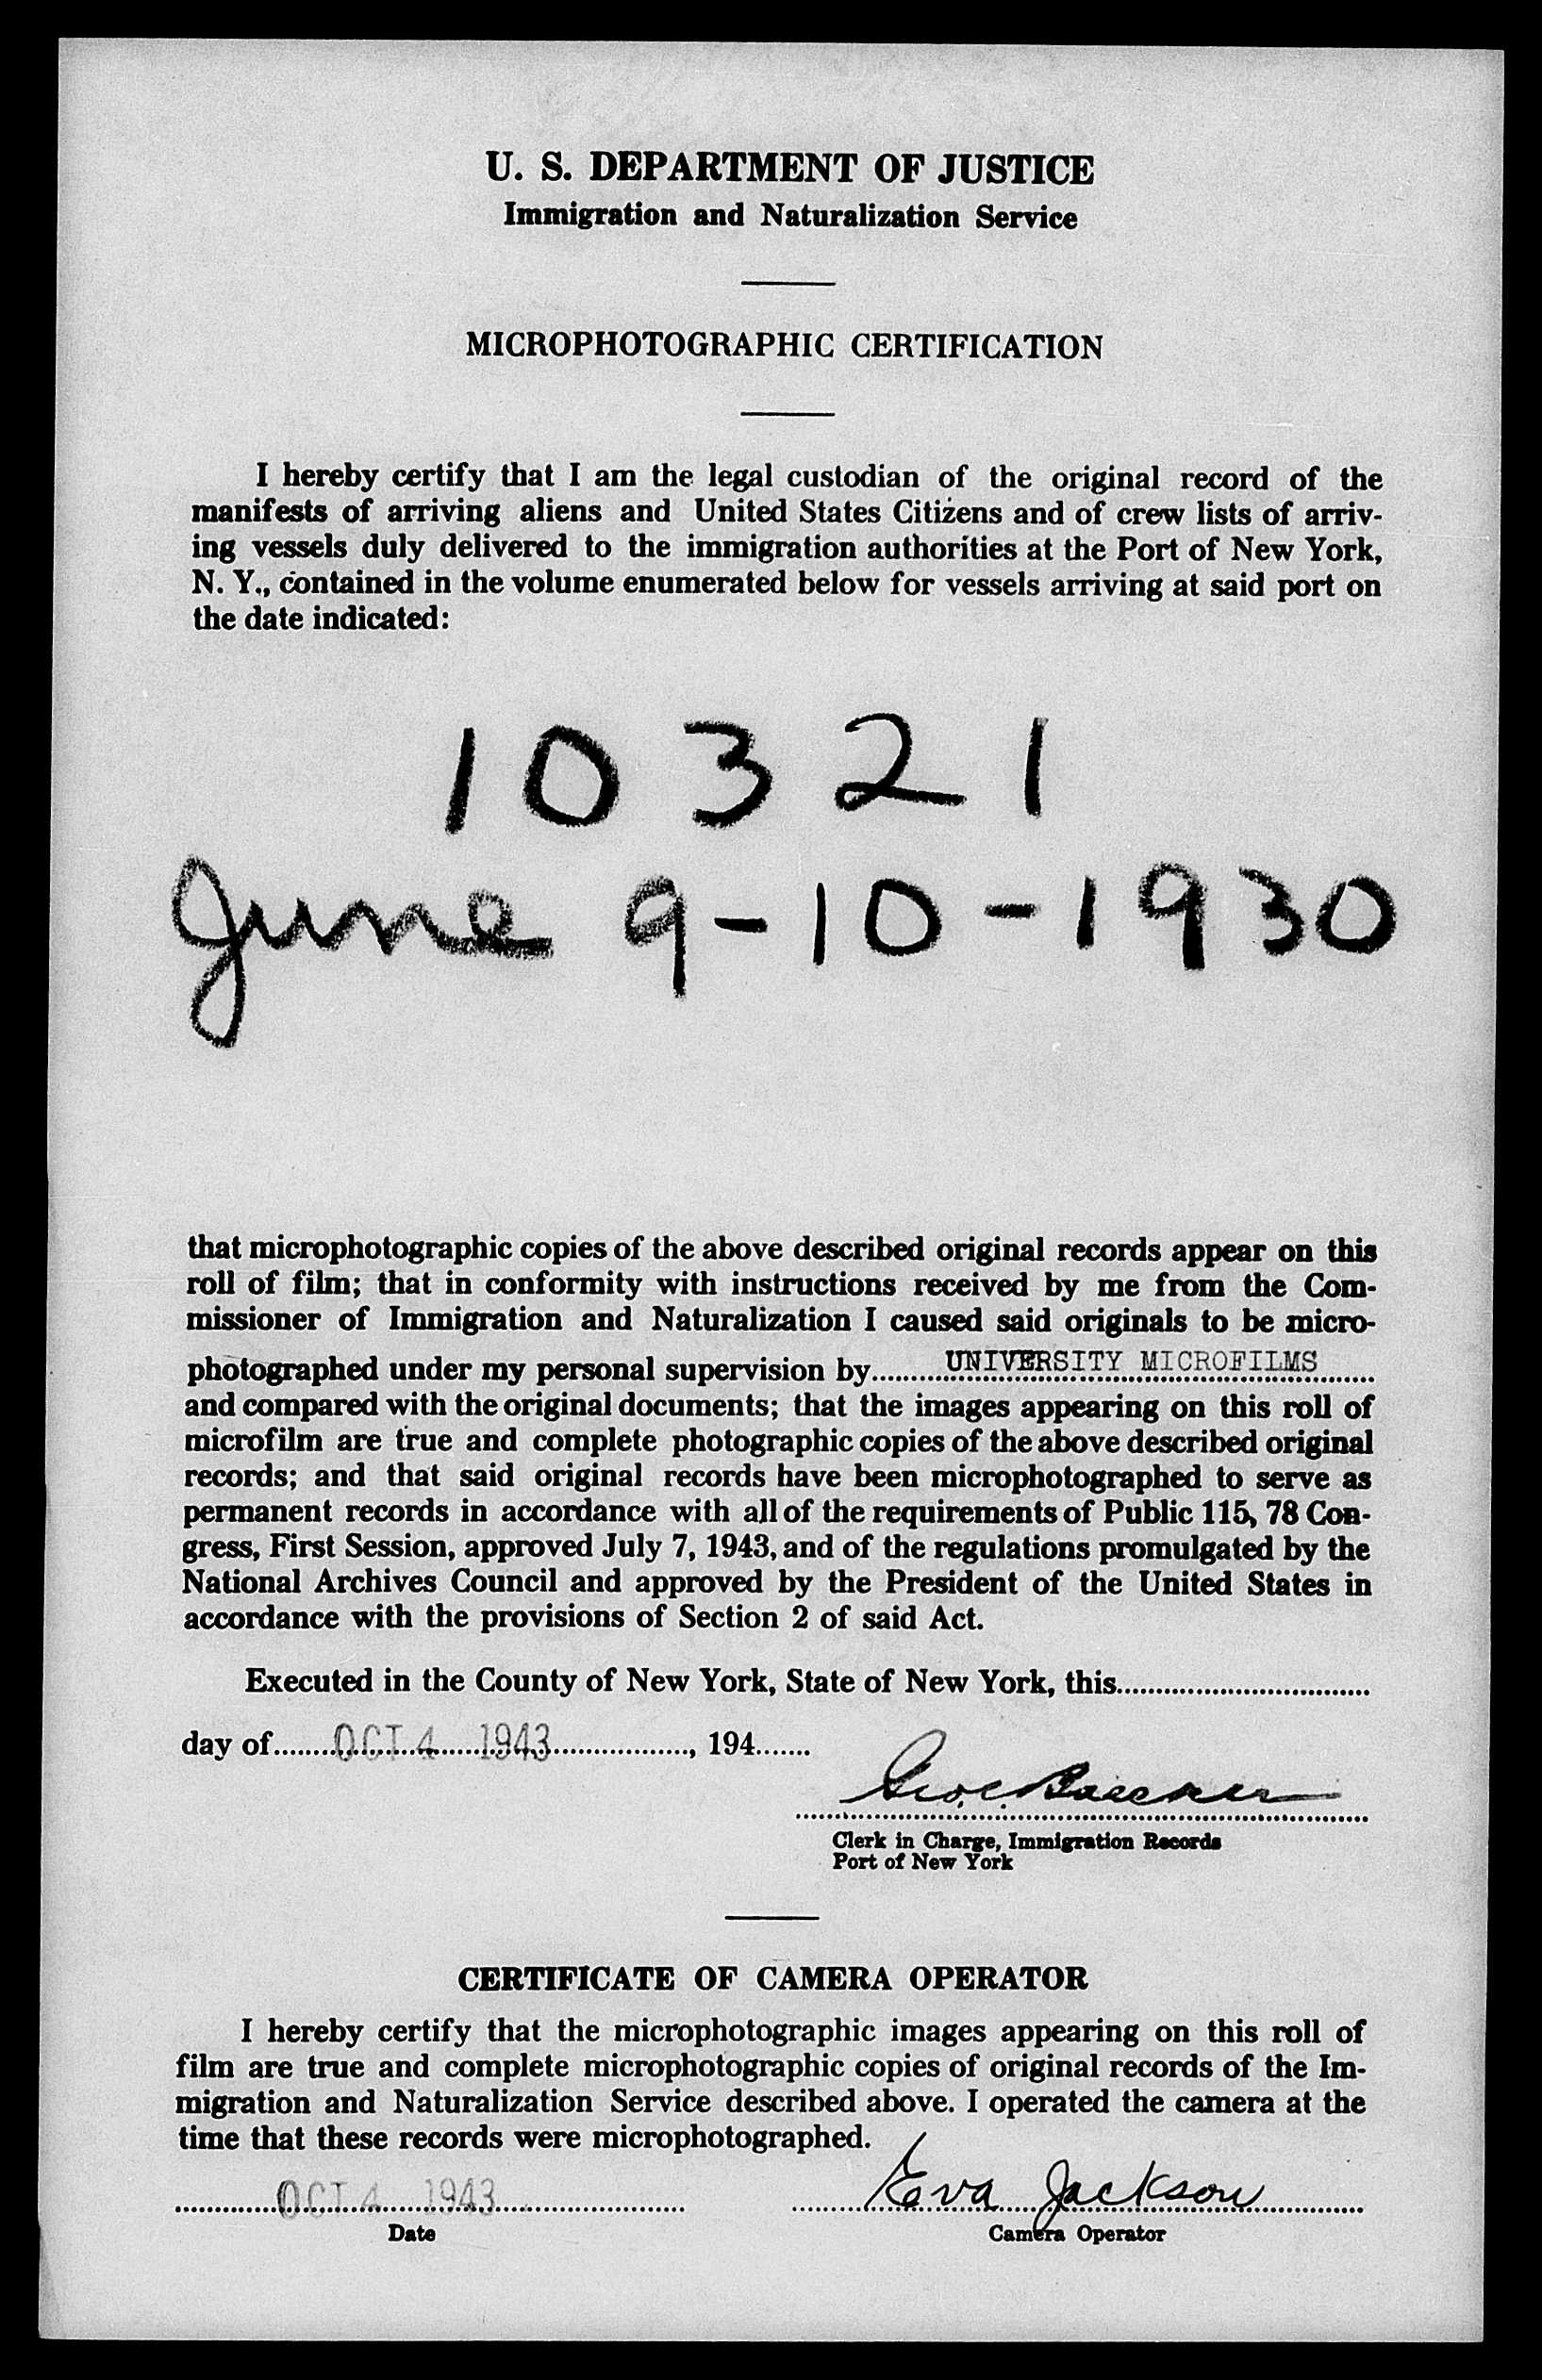 U. S. DEPARTMENT OF JUSTICE
Immigration and Naturalization Service
MICROPHOTOGRAPHIC CERTIFICATION
I hereby certify that I am the legal custodian of the original record of the
manifests of arriving aliens and United States Citizens and of crew lists of arriv-
ing vessels duly delivered to the immigration authorities at the Port of New York,
N. Y., contained in the volume enumerated below for vessels arriving at said port on
the date indicated:
10321
June 9-10-1930
that microphotographic copies of the above described original records appear on this
roll of film; that in conformity with instructions received by me from the Com-
missioner of Immigration and Naturalization I caused said originals to be micro-
photographed under my personal supervision by UNIVERSITY MICROFILMS
and compared with the original documents; that the images appearing on this roll of
microfilm are true and complete photographic copies of the above described original
records; and that said original records have been microphotographed to serve as
permanent records in accordance with all of the requirements of Public 115, 78 Con-
gress, First Session, approved July 7, 1943, and of the regulations promulgated by the
National Archives Council and approved by the President of the United States in
accordance with the provisions of Section 2 of said Act.
Executed in the County of New York, State of New York, this
day of OCT 4 1943, 194
Clerk in Charge, Immigration Records
Port of New York
CERTIFICATE OF CAMERA OPERATOR
I hereby certify that the microphotographic images appearing on this roll of
film are true and complete microphotographic copies of original records of the Im-
migration and Naturalization Service described above. I operated the camera at the
time that these records were microphotographed.
OCT 4 1943 Eva Jackson
Date Camera Operator